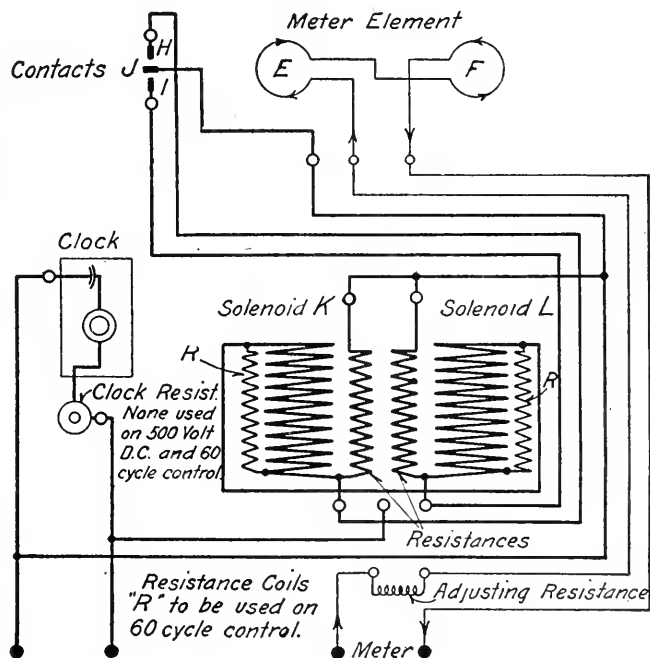 Meter Element
H
Contacts J
I
E
F
Clock
Solenoid K
Solenoid L
R
R
Clock Resist.
None used
on 500 Volt
D.C. and 60
cycle control.
Resistances
Resistance Coils
"R" to be used on
60 cycle control.
Adjusting Resistance
Meter